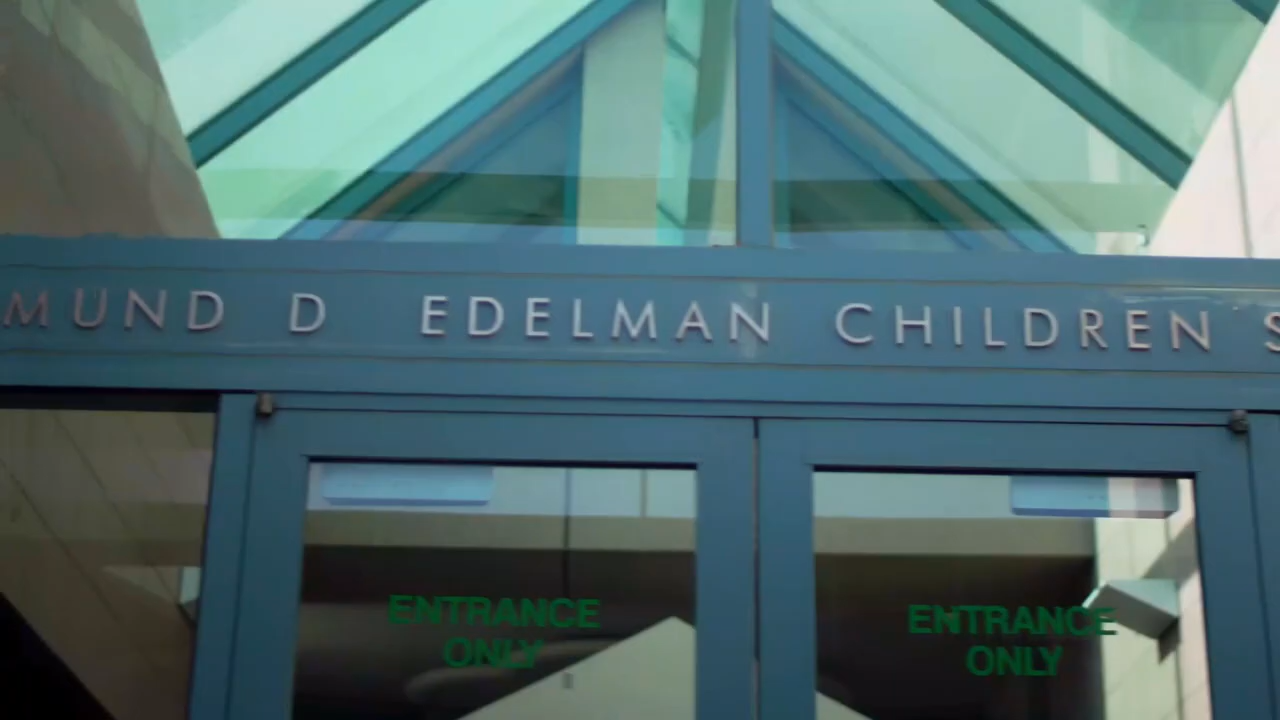 MUND D EDELMAN CHILDREN S
ENTRANCE
ONLY
ENTRANCE
ONLY